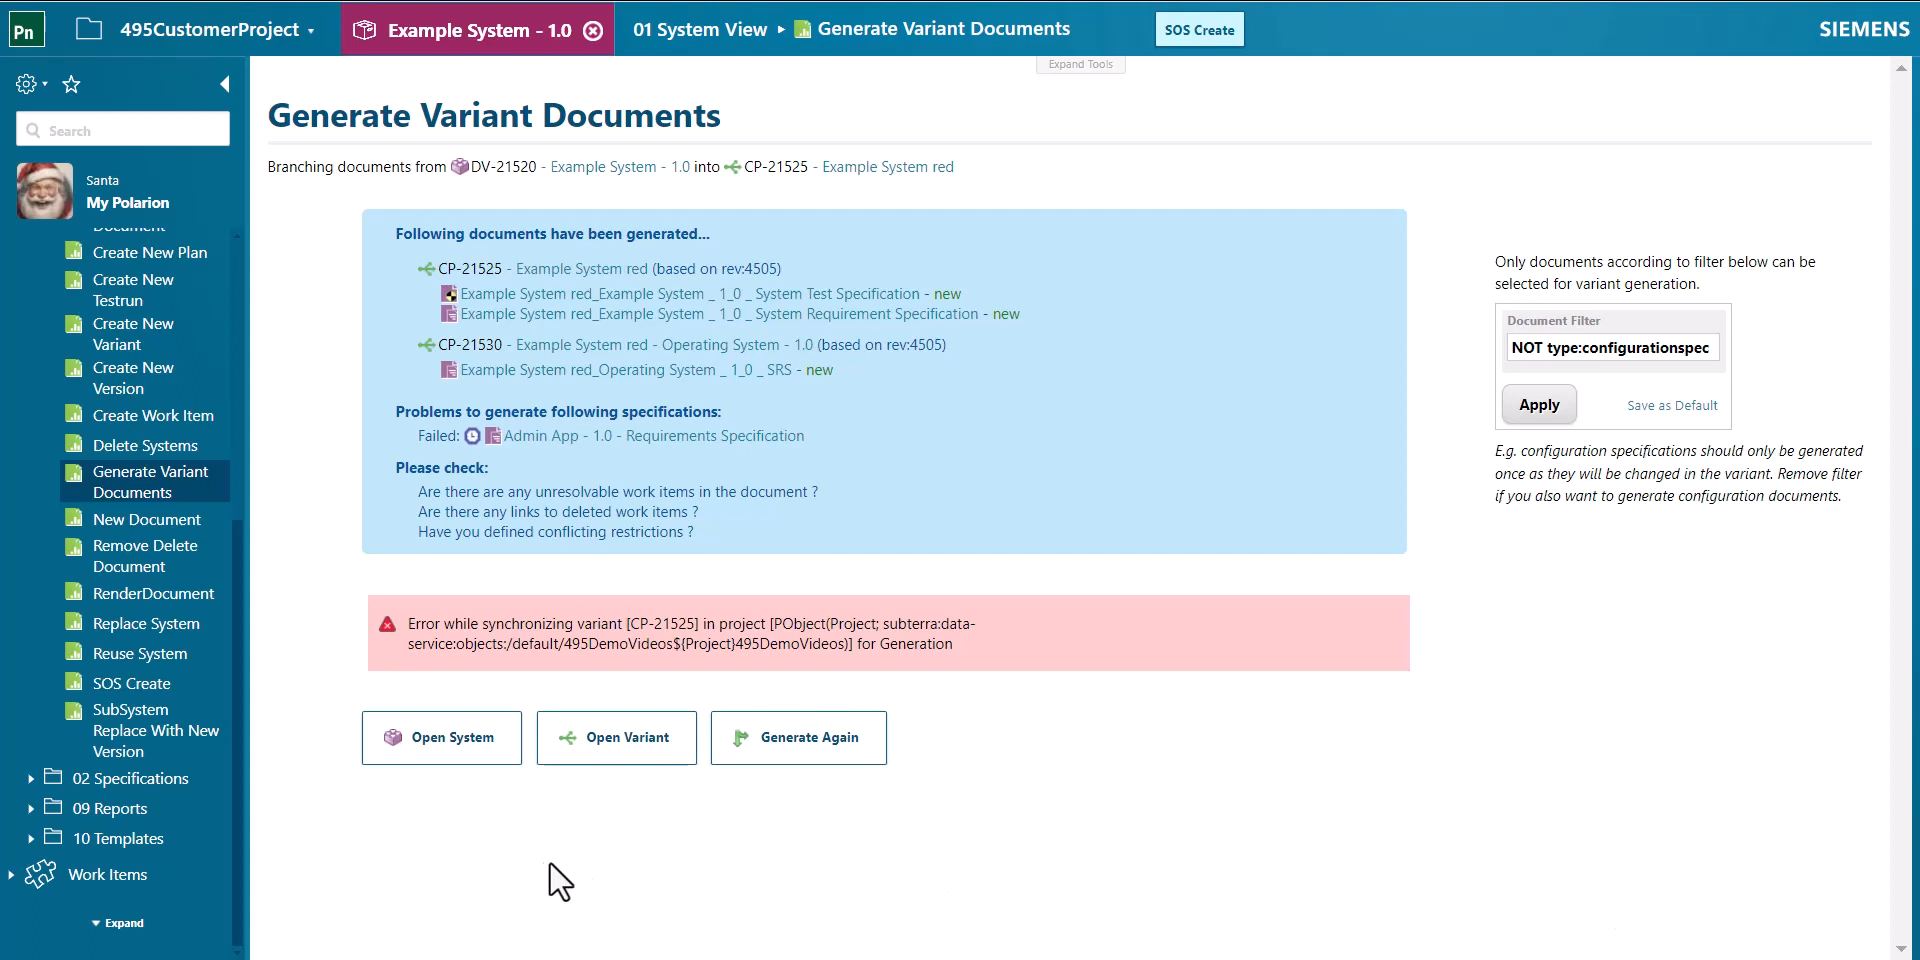 Pn
495CustomerProject
Example System - 1.0
01 System View
Generate Variant Documents
SOS Create
SIEMENS
Expand Tools
Search
Santa
My Polarion
Document
Create New Plan
Create New
Testrun
Create New
Variant
Create New
Version
Create Work Item
Delete Systems
Generate Variant
Documents
New Document
Remove Delete
Document
RenderDocument
Replace System
Reuse System
SOS Create
SubSystem
Replace With New
Version
02 Specifications
09 Reports
10 Templates
Work Items
Expand
Generate Variant Documents
Branching documents from DV-21520 - Example System - 1.0 into CP-21525 - Example System red
Following documents have been generated...
CP-21525 - Example System red (based on rev:4505)
Example System red_Example System _ 1_0 _ System Test Specification - new
Example System red_Example System _ 1_0 _ System Requirement Specification - new
CP-21530 - Example System red - Operating System - 1.0 (based on rev:4505)
Example System red_Operating System _ 1_0 _ SRS - new
Problems to generate following specifications:
Failed: Admin App - 1.0 - Requirements Specification
Please check:
Are there are any unresolvable work items in the document ?
Are there any links to deleted work items ?
Have you defined conflicting restrictions ?
Error while synchronizing variant [CP-21525] in project [PObject(Project; subterra:data-
service:objects:/default/495DemoVideos${Project}495DemoVideos)] for Generation
Open System
Open Variant
Generate Again
Only documents according to filter below can be
selected for variant generation.
Document Filter
NOT type:configurationspec
Apply
Save as Default
E.g. configuration specifications should only be generated
once as they will be changed in the variant. Remove filter
if you also want to generate configuration documents.